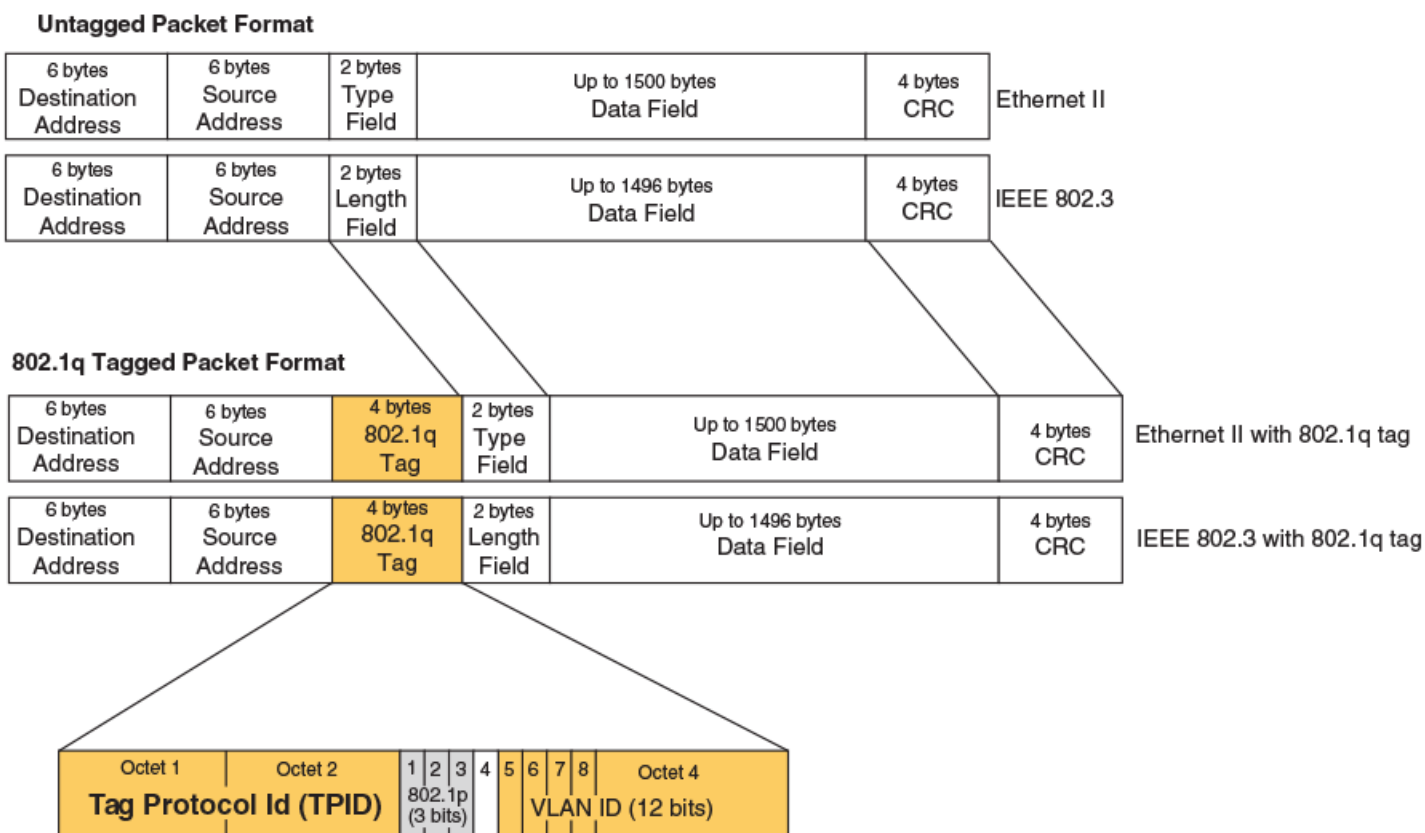 Untagged Packet Format
6 bytes
Destination
Address
6 bytes
Source
Address
2 bytes
Type
Field
Up to 1500 bytes
Data Field
4 bytes
CRC
Ethernet II
6 bytes
Destination
Address
6 bytes
Source
Address
2 bytes
Length
Field
Up to 1496 bytes
Data Field
4 bytes
CRC
IEEE 802.3
802.1q Tagged Packet Format
6 bytes
Destination
Address
6 bytes
Source
Address
4 bytes
802.1q
Tag
2 bytes
Type
Field
Up to 1500 bytes
Data Field
4 bytes
CRC
Ethernet II with 802.1q tag
6 bytes
Destination
Address
6 bytes
Source
Address
4 bytes
802.1q
Tag
2 bytes
Length
Field
Up to 1496 bytes
Data Field
4 bytes
CRC
IEEE 802.3 with 802.1q tag
Octet 1
Octet 2
1 2 3 4 5 6 7 8
Octet 4
Tag Protocol Id (TPID)
802.1p
(3 bits)
VLAN ID (12 bits)